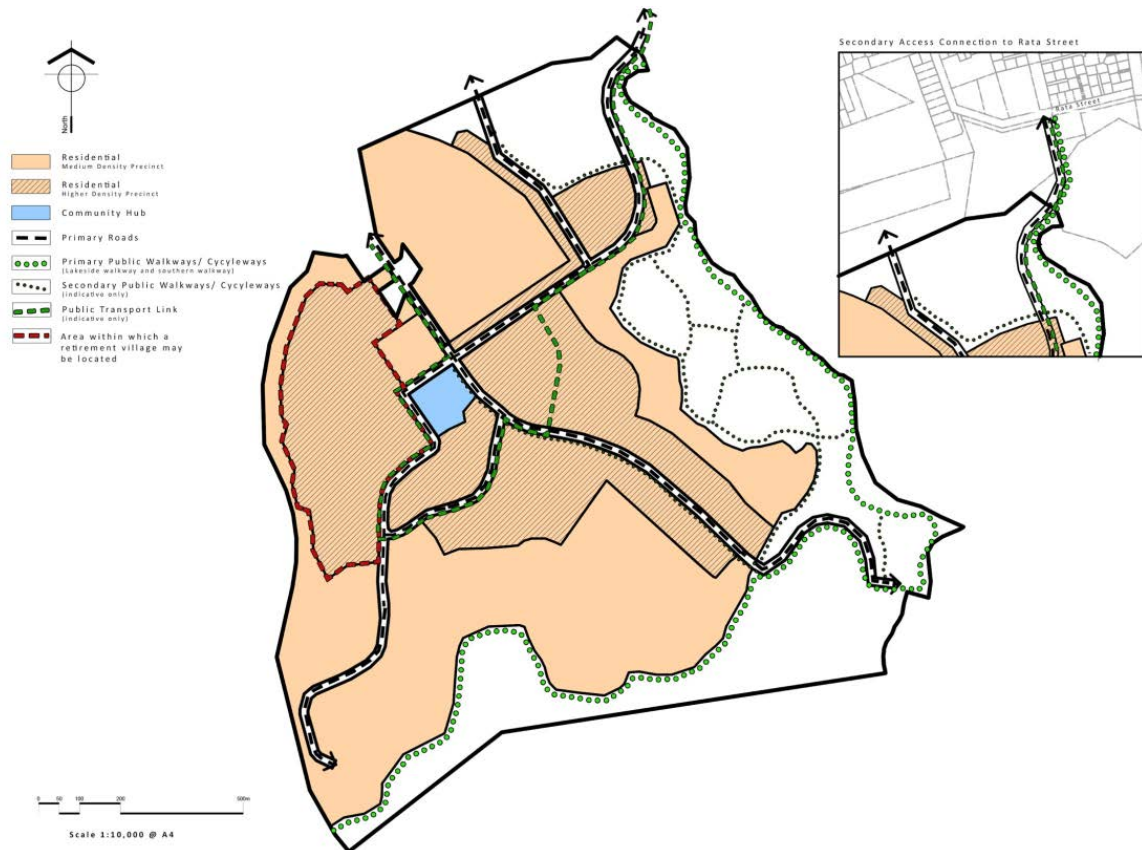 Secondary Access Connection to Rata Street
Rata Street
North
Residential
Medium Density Precinct
Residential
Higher Density Precinct
Community Hub
Primary Roads
Primary Public Walkways/ Cycyleways
(Lakeside walkway and southern walkway)
Secondary Public Walkways/ Cycyleways
(indicative only)
Public Transport Link
(indicative only)
Area within which a
retirement village may
be located
0 50 100 200 500m
Scale 1:10,000 @ A4